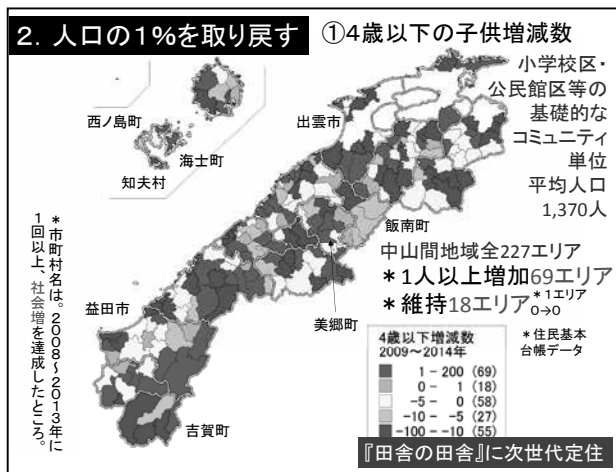 2．人口の１％を取り戻す
①4歳以下の子供増減数
小学校区・
公民館区等の
基礎的な
コミュニティ
単位
平均人口
1,370人
西ノ島町
海士町
知夫村
出雲市
飯南町
中山間地域全227エリア
＊1人以上増加69エリア
＊維持18エリア
＊1エリア
0→0
益田市
美郷町
吉賀町
＊市町村名は。2008～2013年に
1回以上、社会増を達成したところ。
＊住民基本
台帳データ
4歳以下増減数
2009～2014年
1 － 200 (69)
0 － 1 (18)
-5 － 0 (58)
-10 － -5 (27)
-100 － -10 (55)
『田舎の田舎』に次世代定住